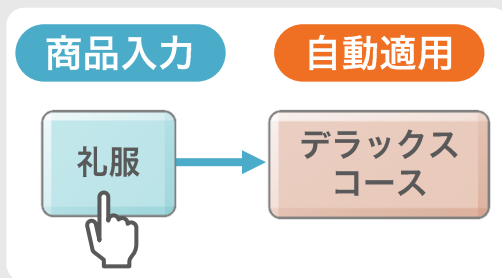 商品入力
自動適用
礼服
デラックス
コース